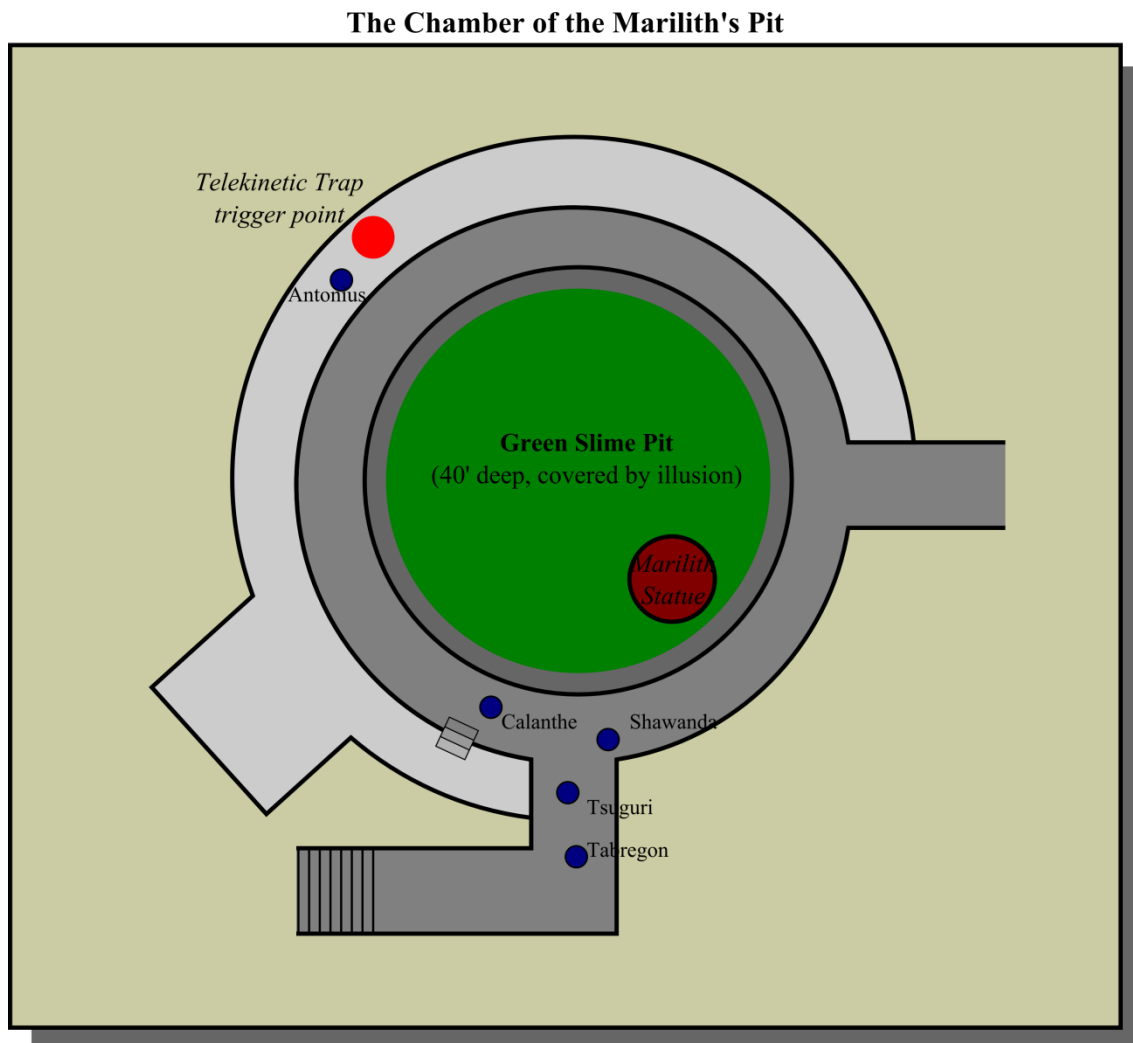 The Chamber of the Marilith's Pit
Telekinetic Trap
trigger point
Antonius
Green Slime Pit
(40' deep, covered by illusion)
Marilith
Statue
Calanthe
Shawanda
Tsuguri
Tabregon